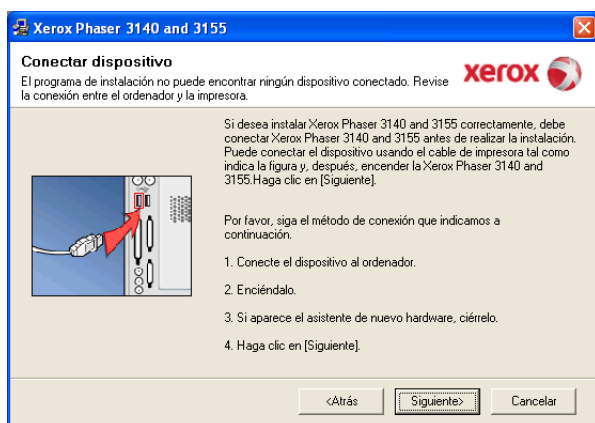 Xerox Phaser 3140 and 3155
Conectar dispositivo
El programa de instalación no puede encontrar ningún dispositivo conectado. Revise
la conexión entre el ordenador y la impresora.
xerox
Si desea instalar Xerox Phaser 3140 and 3155 correctamente, debe
conectar Xerox Phaser 3140 and 3155 antes de realizar la instalación.
Puede conectar el dispositivo usando el cable de impresora tal como
indica la figura y, después, encender la Xerox Phaser 3140 and
3155.Haga clic en [Siguiente].
Por favor, siga el método de conexión que indicamos a
continuación.
1. Conecte el dispositivo al ordenador.
2. Enciéndalo.
3. Si aparece el asistente de nuevo hardware, ciérrelo.
4. Haga clic en [Siguiente].
<Atrás
Siguiente>
Cancelar